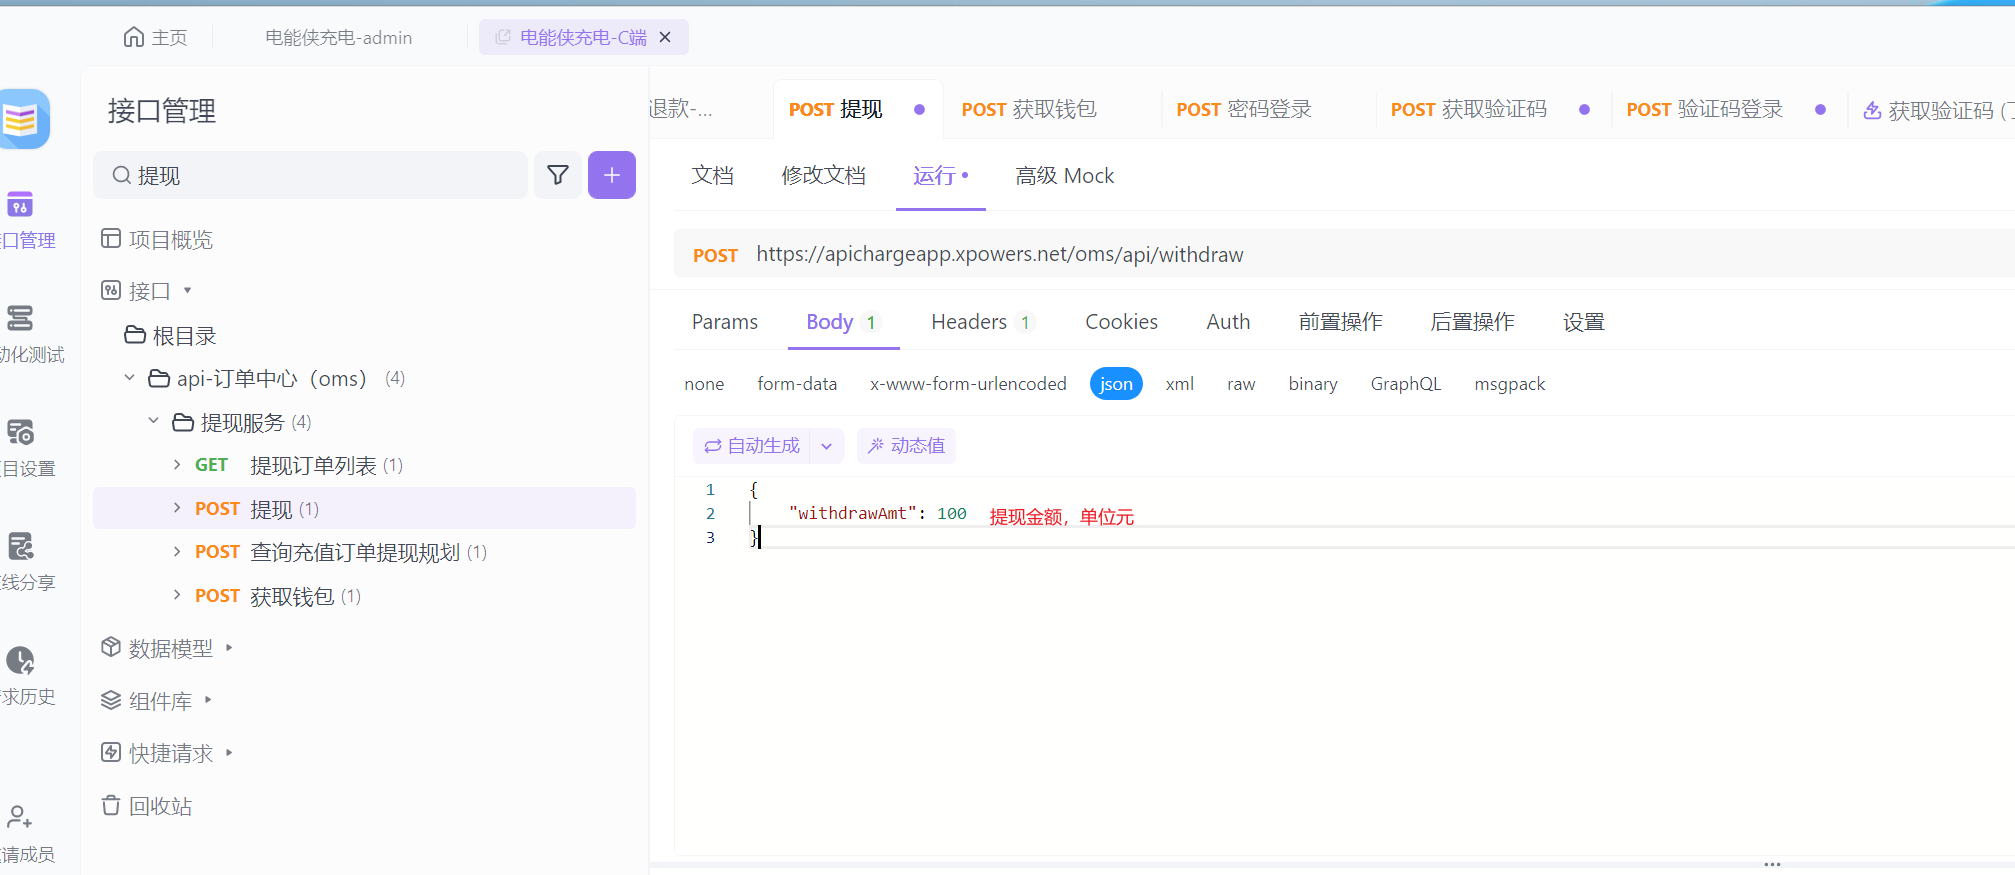 主页
电能侠充电-admin
电能侠充电-C端
接口管理
提现
项目概览
接口
根目录
api-订单中心（oms） (4)
提现服务 (4)
GET 提现订单列表 (1)
POST 提现 (1)
POST 查询充值订单提现规划 (1)
POST 获取钱包 (1)
数据模型
组件库
快捷请求
回收站
口管理
动化测试
目设置
线分享
求历史
请成员
退款-...
POST 提现
POST 获取钱包
POST 密码登录
POST 获取验证码
POST 验证码登录
获取验证码 (
文档
修改文档
运行
高级 Mock
POST https://apichargeapp.xpowers.net/oms/api/withdraw
Params
Body 1
Headers 1
Cookies
Auth
前置操作
后置操作
设置
none
form-data
x-www-form-urlencoded
json
xml
raw
binary
GraphQL
msgpack
自动生成
动态值
1 {
2 "withdrawAmt": 100 提现金额，单位元
3 }